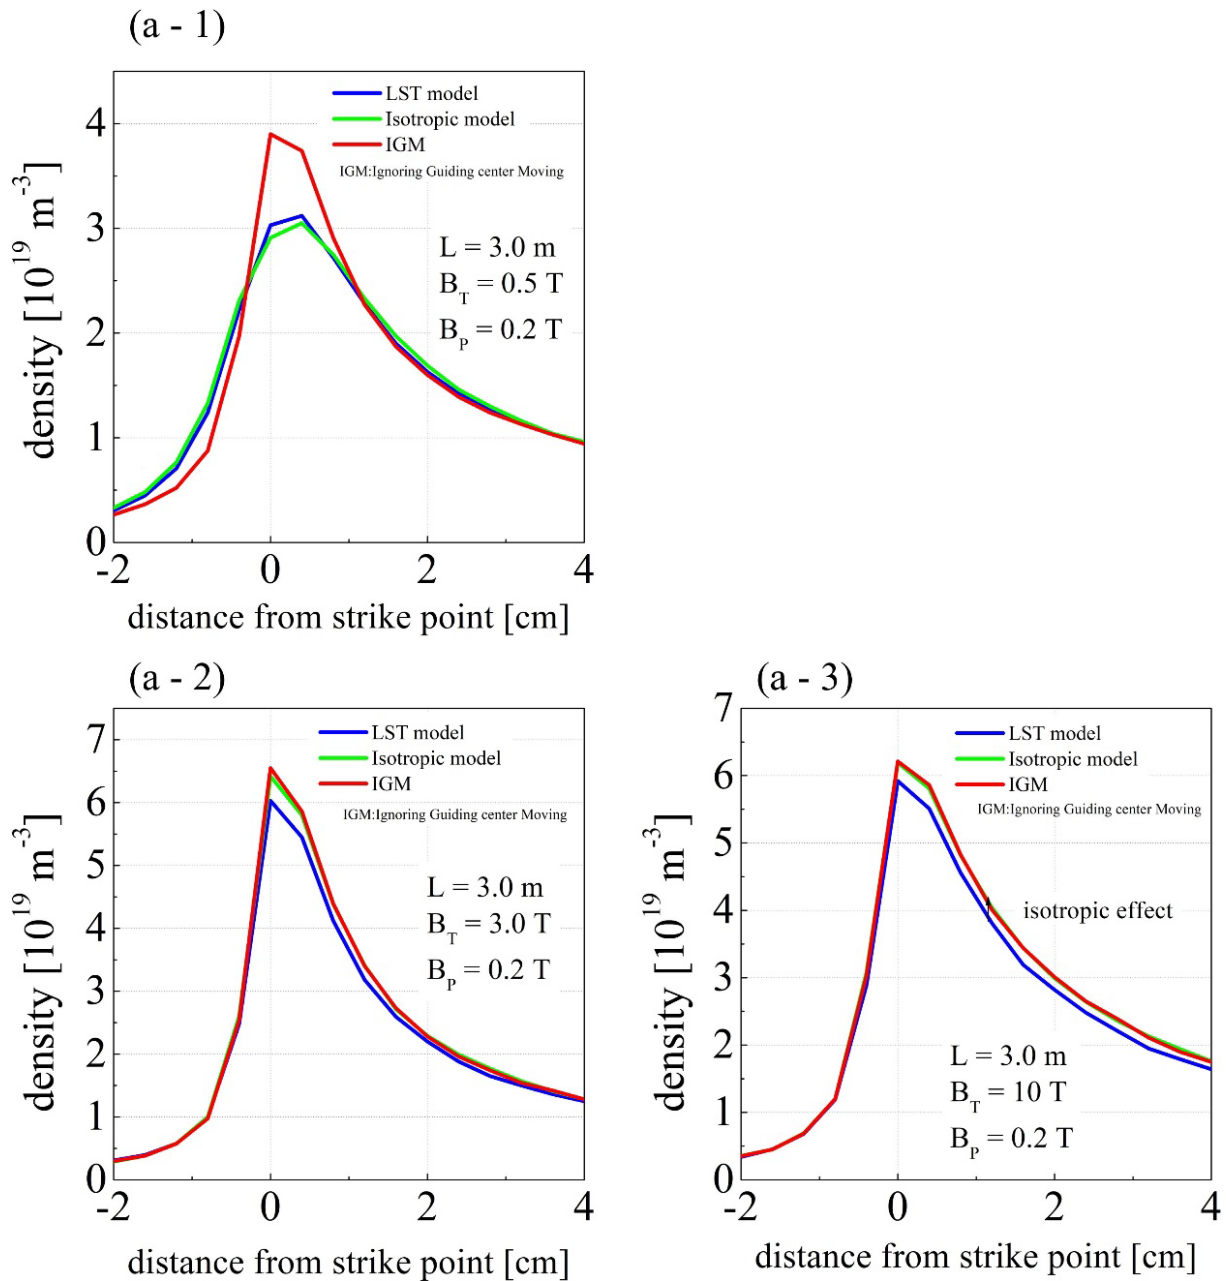 (a - 1)
LST model
Isotropic model
IGM
IGM:Ignoring Guiding center Moving
L = 3.0 m
B_T = 0.5 T
B_P = 0.2 T
density [10^19 m^-3]
4
3
2
1
0
-2 0 2 4
distance from strike point [cm]
(a - 2)
LST model
Isotropic model
IGM
IGM:Ignoring Guiding center Moving
L = 3.0 m
B_T = 3.0 T
B_P = 0.2 T
density [10^19 m^-3]
7
6
5
4
3
2
1
0
-2 0 2 4
distance from strike point [cm]
(a - 3)
LST model
Isotropic model
IGM
IGM:Ignoring Guiding center Moving
isotropic effect
L = 3.0 m
B_T = 10 T
B_P = 0.2 T
density [10^19 m^-3]
7
6
5
4
3
2
1
0
-2 0 2 4
distance from strike point [cm]